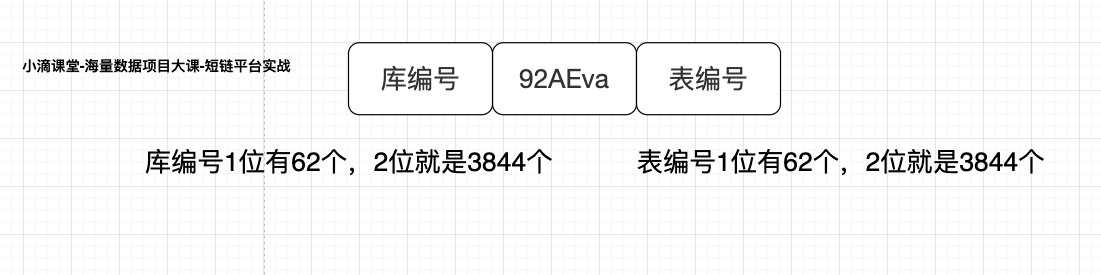 小滴课堂-海量数据项目大课-短链平台实战
库编号 92AEva 表编号
库编号1位有62个，2位就是3844个
表编号1位有62个，2位就是3844个